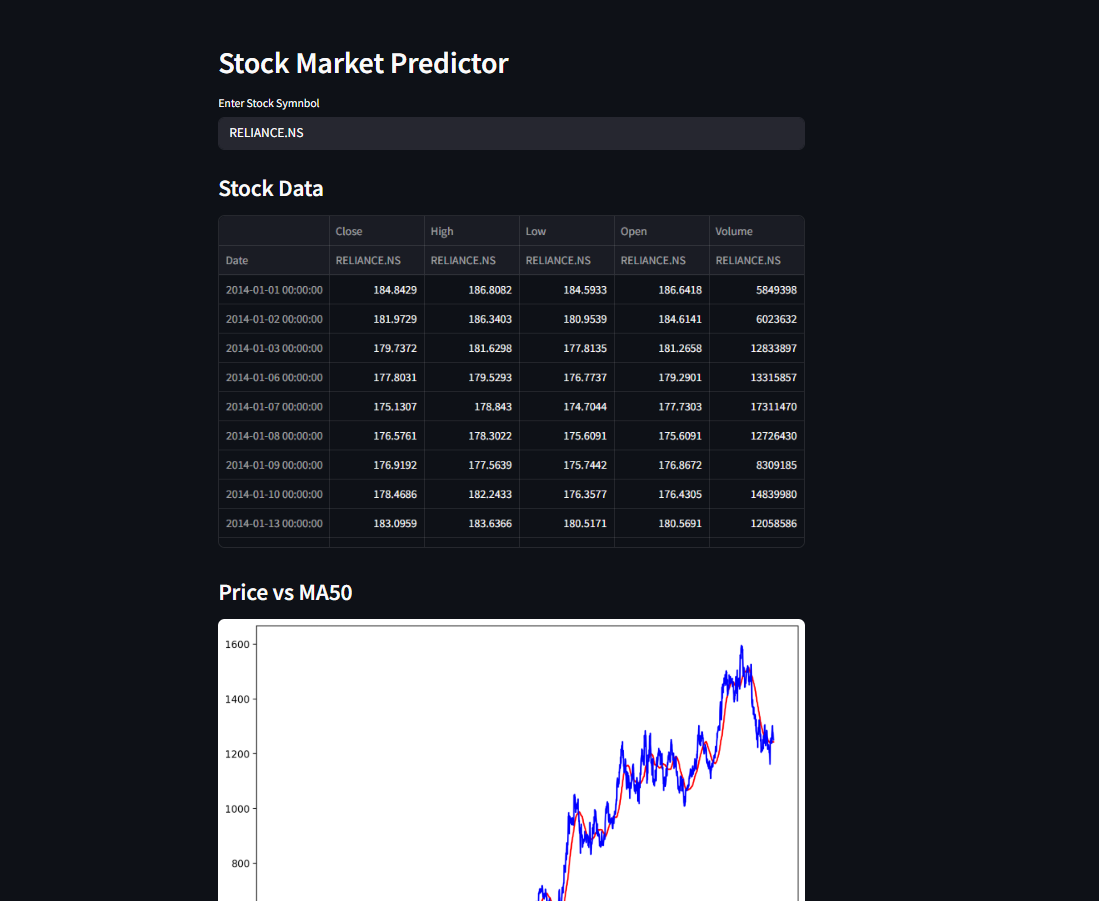 Stock Market Predictor
Enter Stock Symnbol
RELIANCE.NS
Stock Data
Close High Low Open Volume
Date RELIANCE.NS RELIANCE.NS RELIANCE.NS RELIANCE.NS RELIANCE.NS
2014-01-01 00:00:00 184.8429 186.8082 184.5933 186.6418 5849398
2014-01-02 00:00:00 181.9729 186.3403 180.9539 184.6141 6023632
2014-01-03 00:00:00 179.7372 181.6298 177.8135 181.2658 12833897
2014-01-06 00:00:00 177.8031 179.5293 176.7737 179.2901 13315857
2014-01-07 00:00:00 175.1307 178.843 174.7044 177.7303 17311470
2014-01-08 00:00:00 176.5761 178.3022 175.6091 175.6091 12726430
2014-01-09 00:00:00 176.9192 177.5639 175.7442 176.8672 8309185
2014-01-10 00:00:00 178.4686 182.2433 176.3577 176.4305 14839980
2014-01-13 00:00:00 183.0959 183.6366 180.5171 180.5691 12058586
Price vs MA50
1600
1400
1200
1000
800